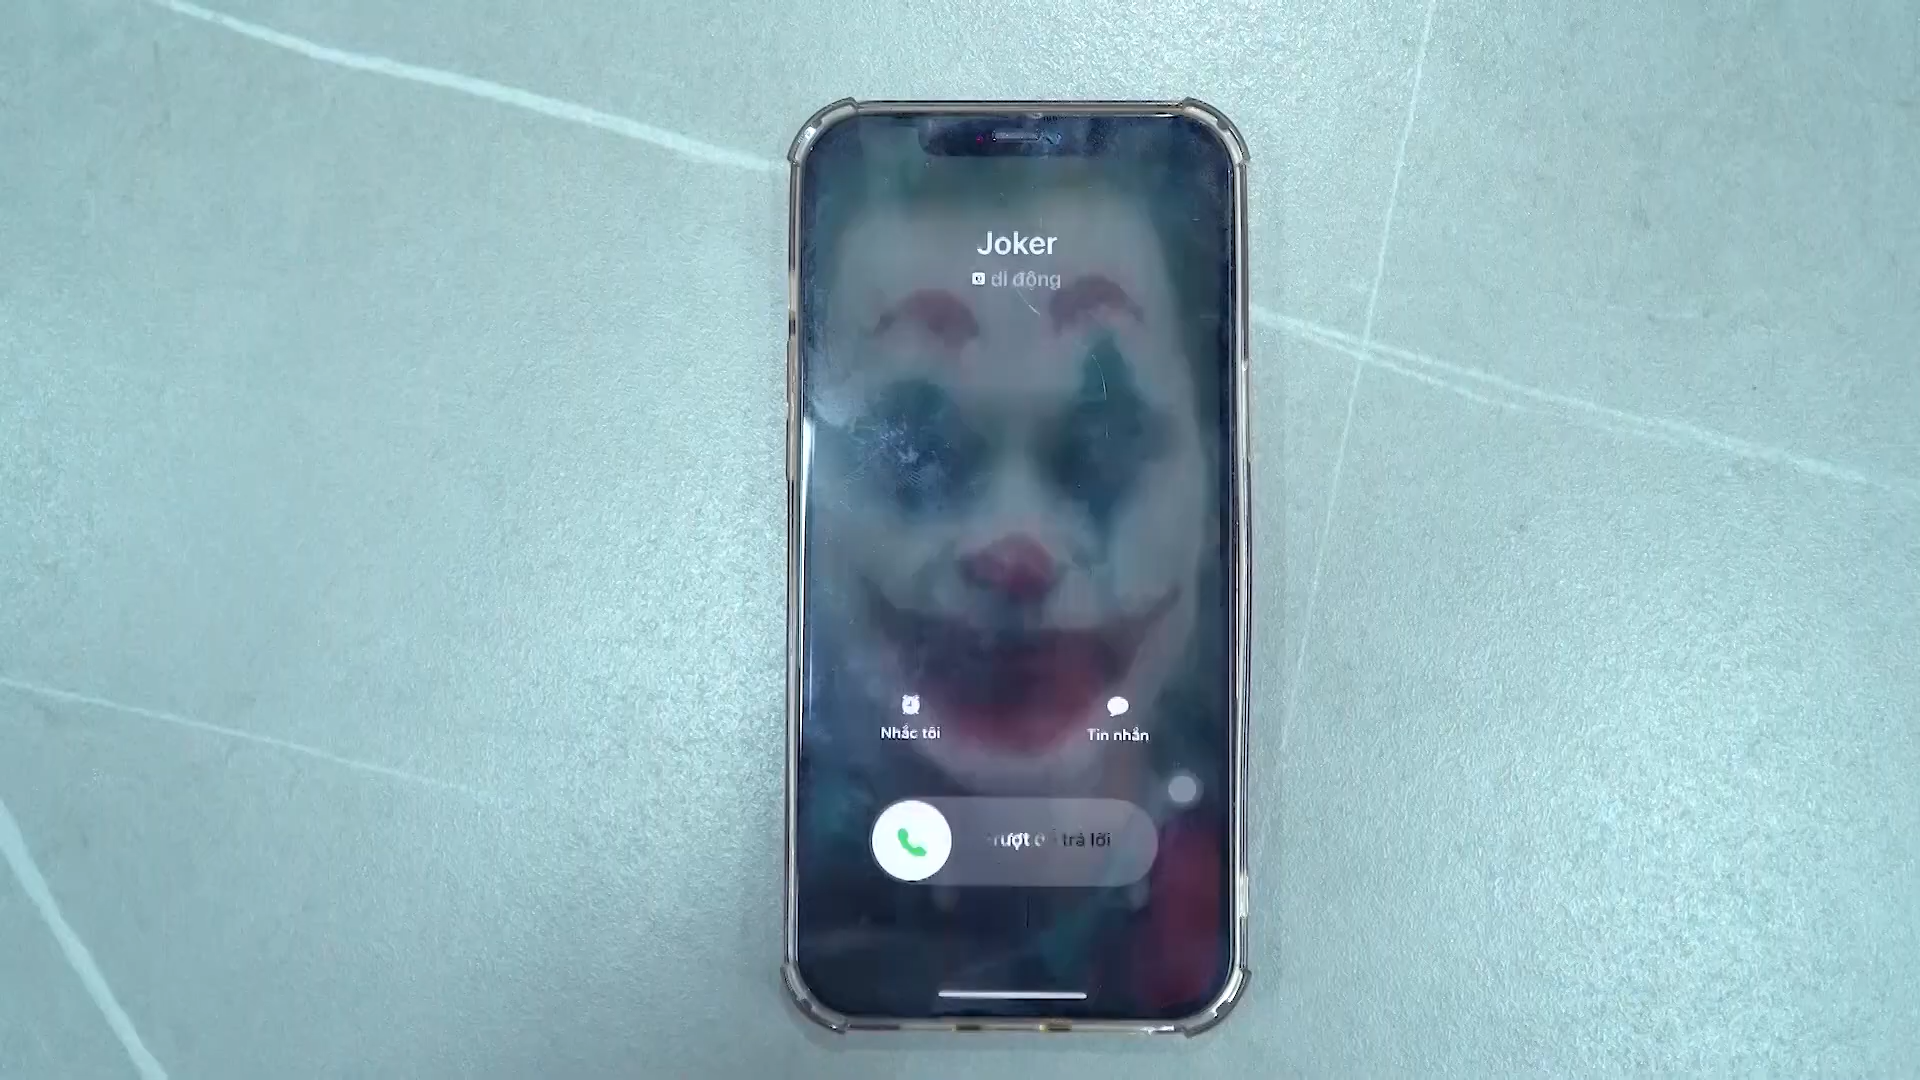 Joker
di động
Nhắc tôi
Tin nhắn
trả lời